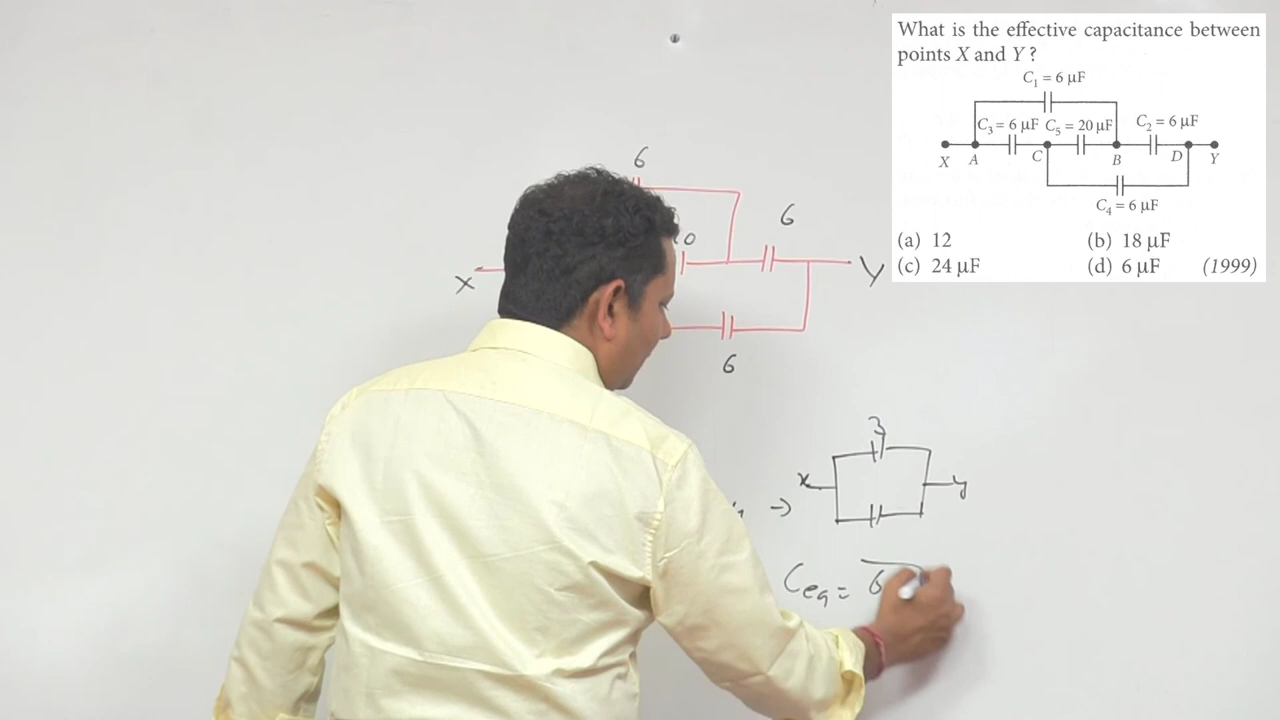 What is the effective capacitance between
points X and Y ?
C₁ = 6 μF
C₃ = 6 μF C₅ = 20 μF C₂ = 6 μF
X A C B D Y
C₄ = 6 μF
(a) 12 (b) 18 μF
(c) 24 μF (d) 6 μF (1999)
6
6
X Y
6
3
x y
Ceq = 6